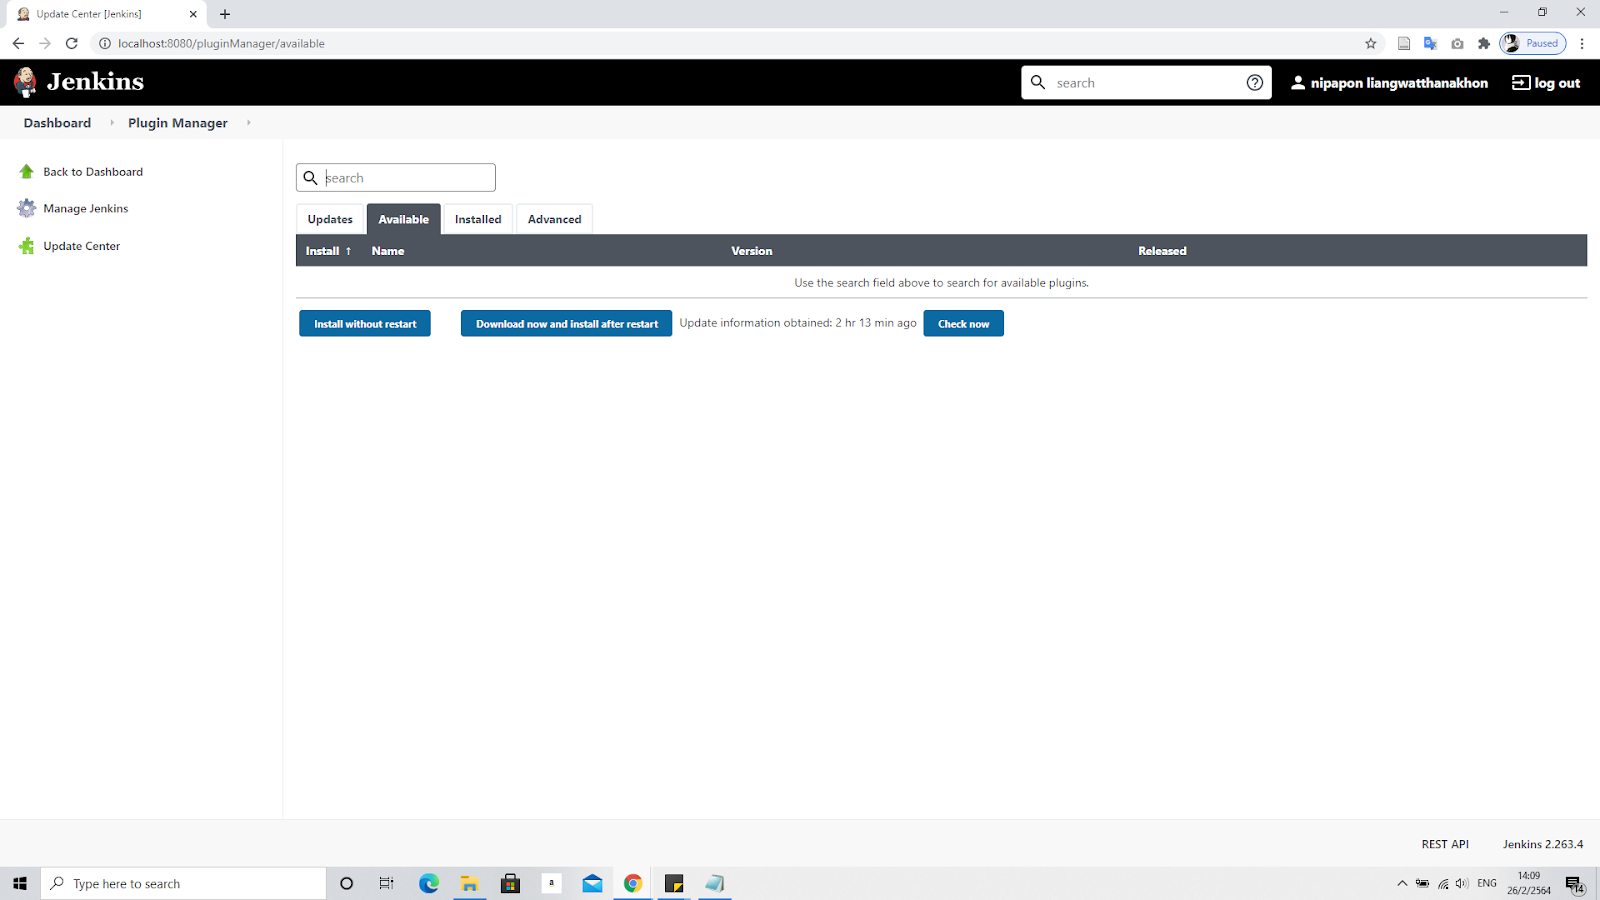 Update Center [Jenkins]
localhost:8080/pluginManager/available
Paused
Jenkins
search
nipapon liangwatthanakhon
log out
Dashboard
Plugin Manager
Back to Dashboard
Manage Jenkins
Update Center
search
Updates
Available
Installed
Advanced
Install ↑
Name
Version
Released
Use the search field above to search for available plugins.
Install without restart
Download now and install after restart
Update information obtained: 2 hr 13 min ago
Check now
REST API
Jenkins 2.263.4
Type here to search
a
ENG
14:09
26/2/2564
14